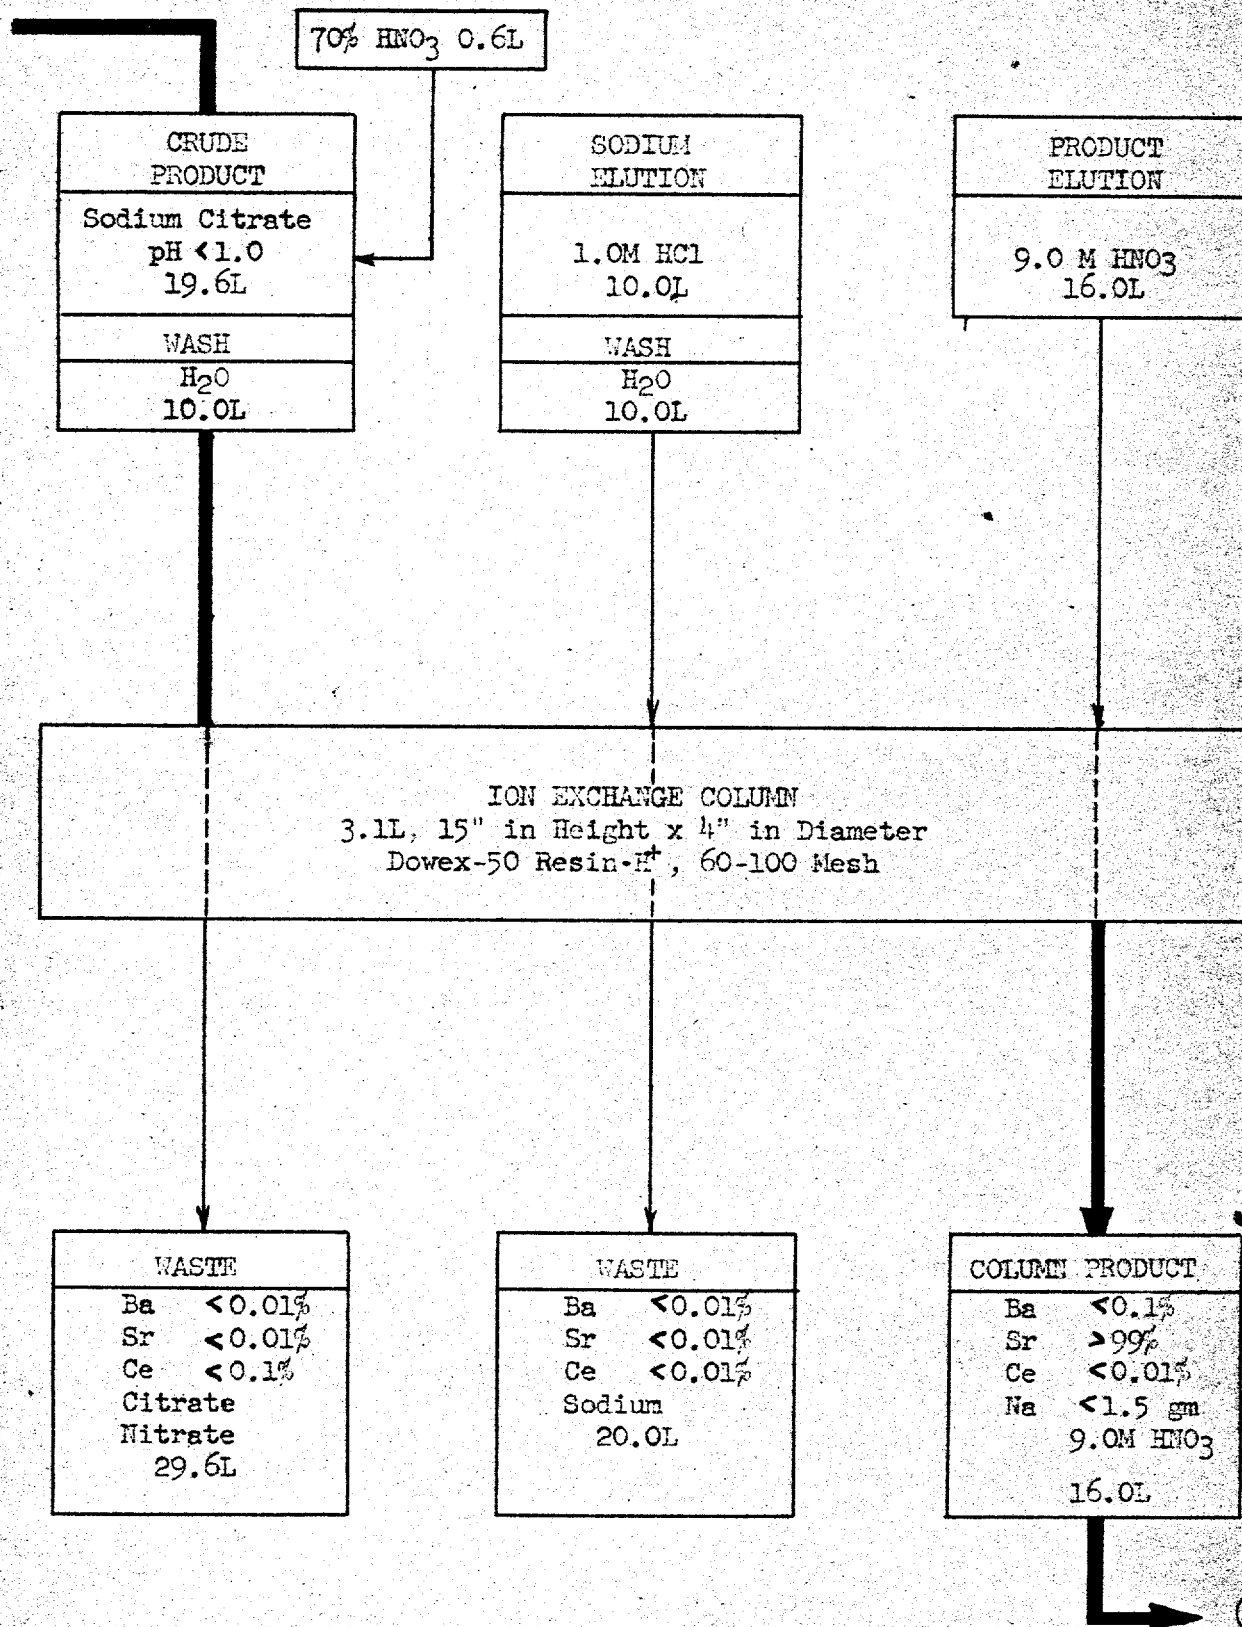 70% HNO3 0.6L
CRUDE
PRODUCT
Sodium Citrate
pH <1.0
19.6L
WASH
H2O
10.0L
SODIUM
ELUTION
1.0M HCl
10.0L
WASH
H2O
10.0L
PRODUCT
ELUTION
9.0 M HNO3
16.0L
ION EXCHANGE COLUMN
3.1L, 15" in Height x 4" in Diameter
Dowex-50 Resin·H+, 60-100 Mesh
WASTE
Ba <0.01%
Sr <0.01%
Ce <0.1%
Citrate
Nitrate
29.6L
WASTE
Ba <0.01%
Sr <0.01%
Ce <0.01%
Sodium
20.0L
COLUMN PRODUCT
Ba <0.1%
Sr >99%
Ce <0.01%
Na <1.5 gm
9.0M HNO3
16.0L